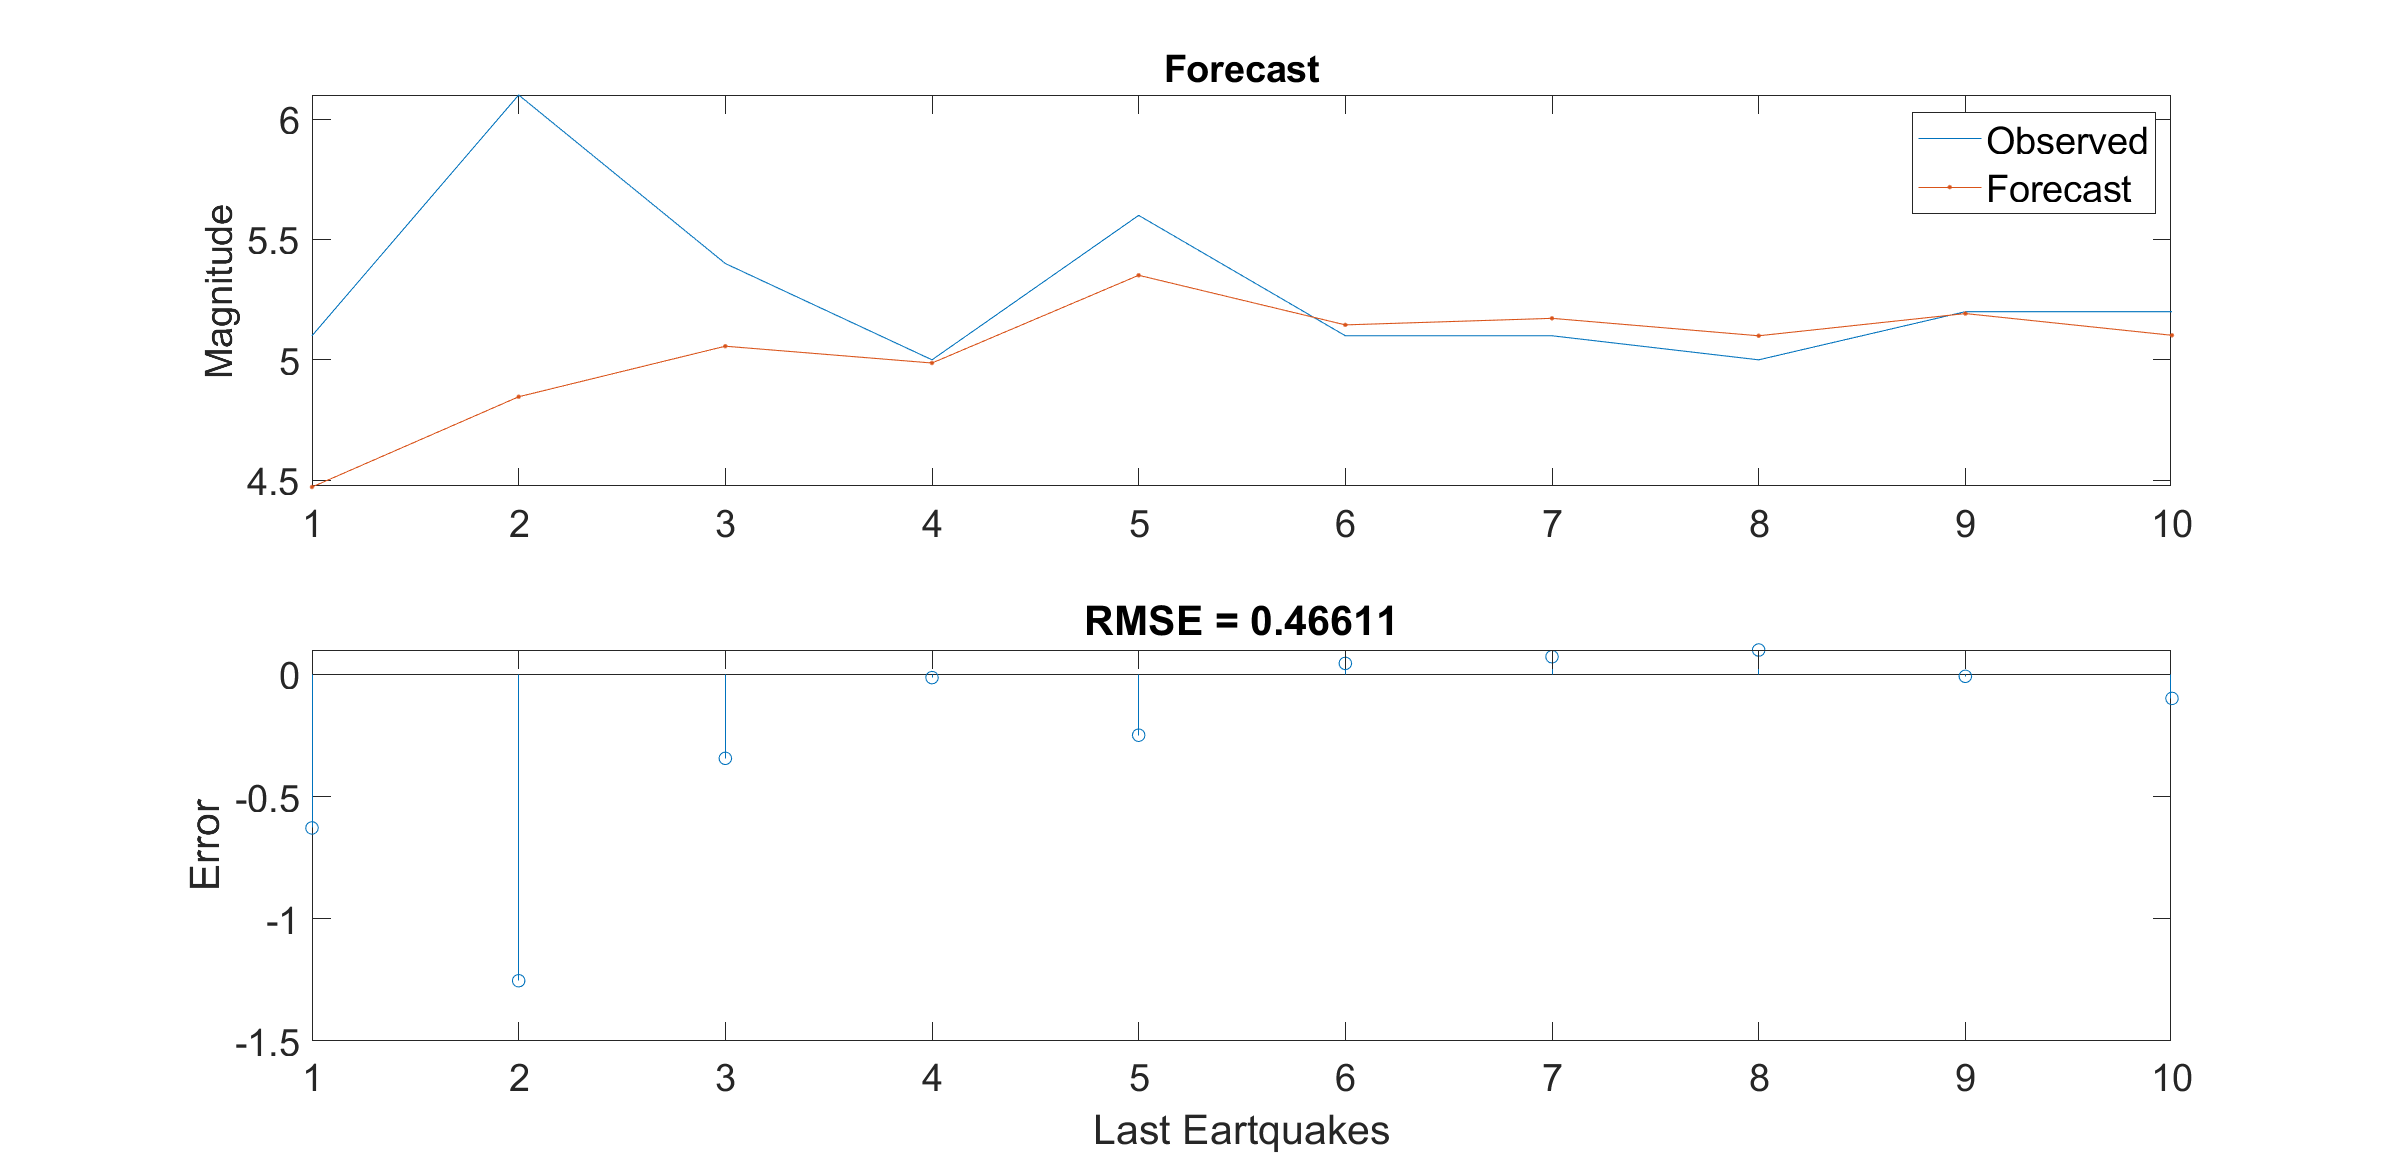 Forecast
6
5.5
5
4.5
Magnitude
Observed
Forecast
1 2 3 4 5 6 7 8 9 10
RMSE = 0.46611
0
-0.5
-1
-1.5
Error
1 2 3 4 5 6 7 8 9 10
Last Eartquakes